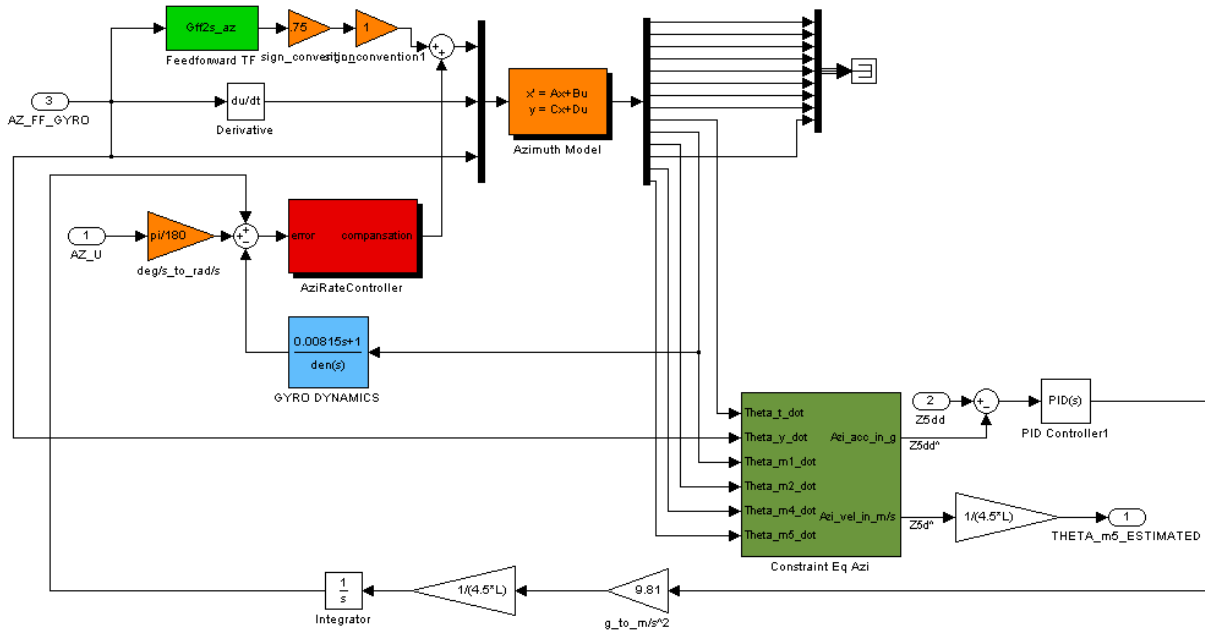 Gff2s_az
.75
1
Feedforward TF
sign_convention
sign_convention1
3
AZ_FF_GYRO
du/dt
Derivative
x' = Ax+Bu
y = Cx+Du
Azimuth Model
1
AZ_U
pi/180
deg/s_to_rad/s
error
compansation
AziRateController
0.00815s+1
den(s)
GYRO DYNAMICS
Theta_t_dot
Theta_y_dot
Theta_m1_dot
Theta_m2_dot
Theta_m4_dot
Theta_m5_dot
Azi_acc_in_g
Azi_vel_in_m/s
Constraint Eq Azi
2
Z5dd
Z5dd^
Z5d^
PID(s)
PID Controller1
1/(4.5*L)
1
THETA_m5_ESTIMATED
1
s
Integrator
1/(4.5*L)
9.81
g_to_m/s^2